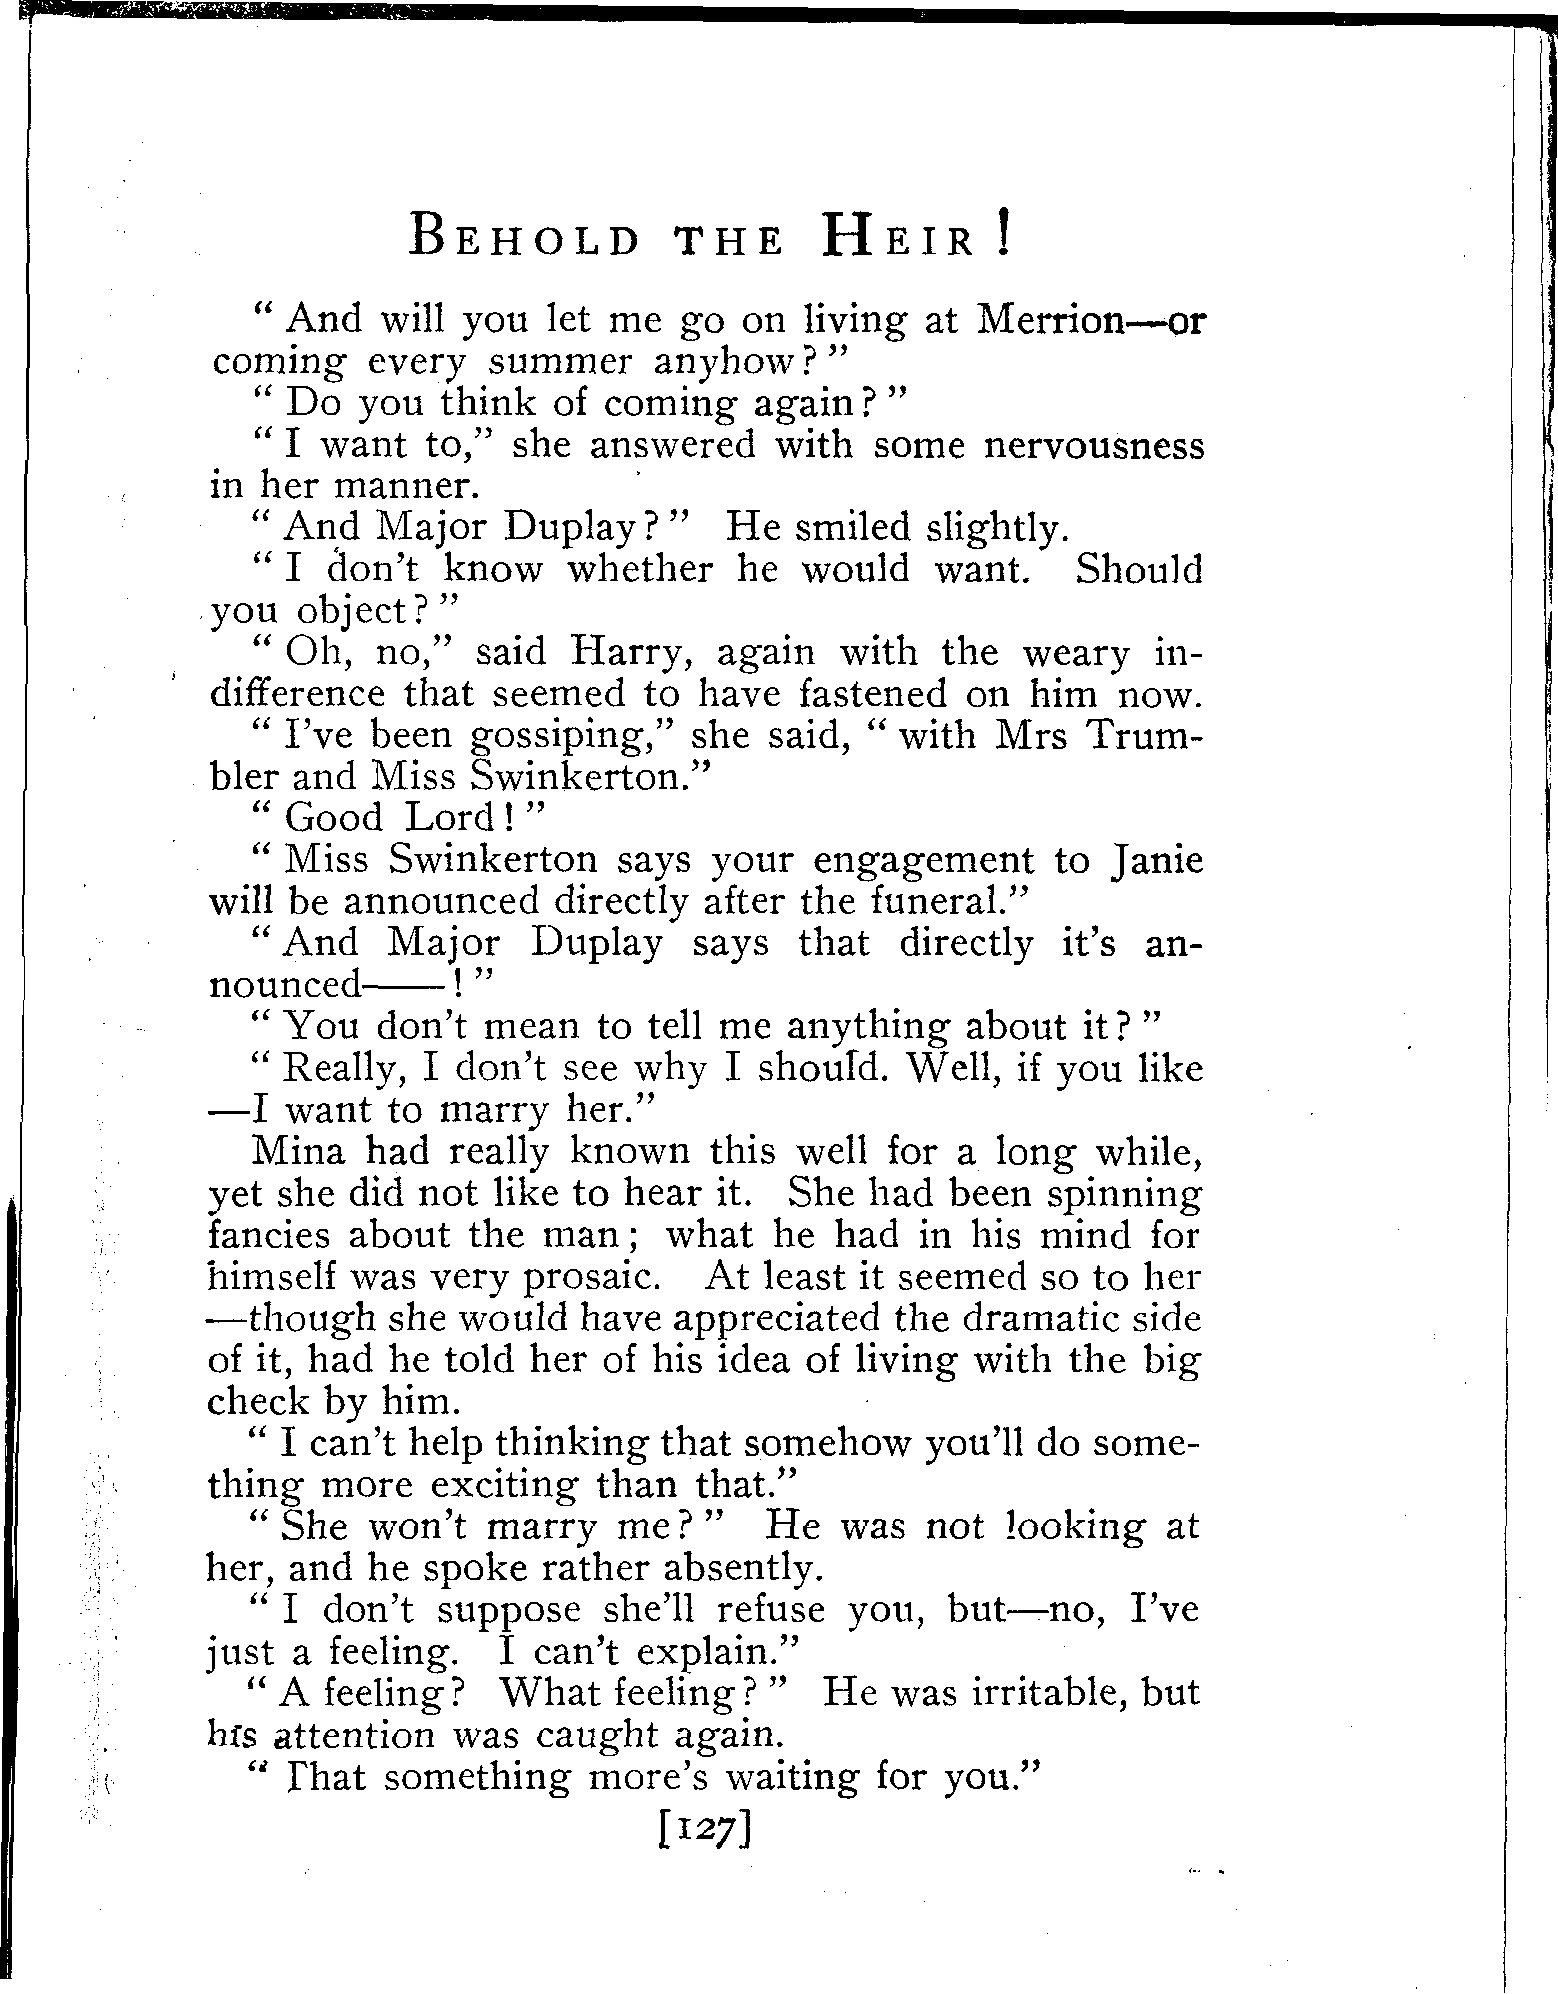 BEHOLD THE HEIR!
“ And will you let me go on living at Merrion—or
coming every summer anyhow? ”
“ Do you think of coming again? ”
“ I want to,” she answered with some nervousness
in her manner.
“ And Major Duplay? ” He smiled slightly.
“ I don't know whether he would want. Should
you object? ”
“ Oh, no,” said Harry, again with the weary in-
difference that seemed to have fastened on him now.
“ I've been gossiping,” she said, “ with Mrs Trum-
bler and Miss Swinkerton.”
“ Good Lord! ”
“ Miss Swinkerton says your engagement to Janie
will be announced directly after the funeral.”
“ And Major Duplay says that directly it's an-
nounced——! ”
“ You don't mean to tell me anything about it? ”
“ Really, I don't see why I should. Well, if you like
—I want to marry her.”
Mina had really known this well for a long while,
yet she did not like to hear it. She had been spinning
fancies about the man; what he had in his mind for
himself was very prosaic. At least it seemed so to her
—though she would have appreciated the dramatic side
of it, had he told her of his idea of living with the big
check by him.
“ I can't help thinking that somehow you'll do some-
thing more exciting than that.”
“ She won't marry me? ” He was not looking at
her, and he spoke rather absently.
“ I don't suppose she'll refuse you, but—no, I've
just a feeling. I can't explain.”
“ A feeling? What feeling? ” He was irritable, but
his attention was caught again.
“ That something more's waiting for you.”
[127]